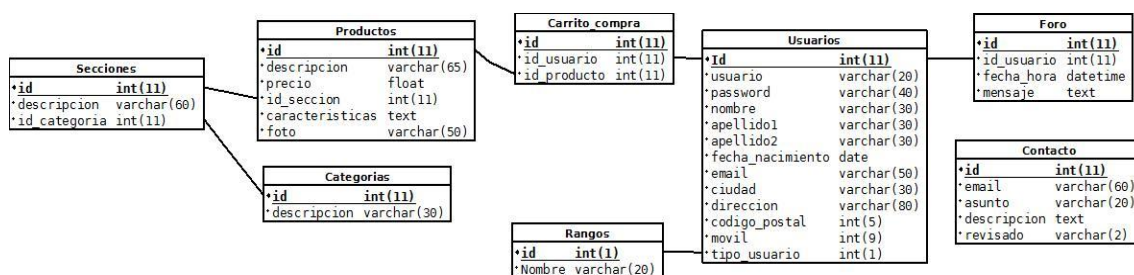 Secciones
id int(11)
descripcion varchar(60)
id_categoria int(11)
Productos
id int(11)
descripcion varchar(65)
precio float
id_seccion int(11)
caracteristicas text
foto varchar(50)
Categorias
id int(11)
descripcion varchar(30)
Carrito_compra
id int(11)
id_usuario int(11)
id_producto int(11)
Rangos
id int(1)
Nombre varchar(20)
Usuarios
Id int(11)
usuario varchar(20)
password varchar(40)
nombre varchar(30)
apellido1 varchar(30)
apellido2 varchar(30)
fecha_nacimiento date
email varchar(50)
ciudad varchar(30)
direccion varchar(80)
codigo_postal int(5)
movil int(9)
tipo_usuario int(1)
Foro
id int(11)
id_usuario int(11)
fecha_hora datetime
mensaje text
Contacto
id int(11)
email varchar(60)
asunto varchar(20)
descripcion text
revisado varchar(2)